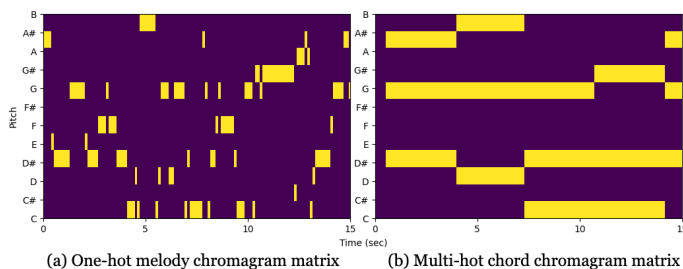 B
A#
A
G#
G
F#
F
E
D#
D
C#
C
Pitch
0
5
10
15
0
5
10
15
Time (sec)
(a) One-hot melody chromagram matrix
(b) Multi-hot chord chromagram matrix